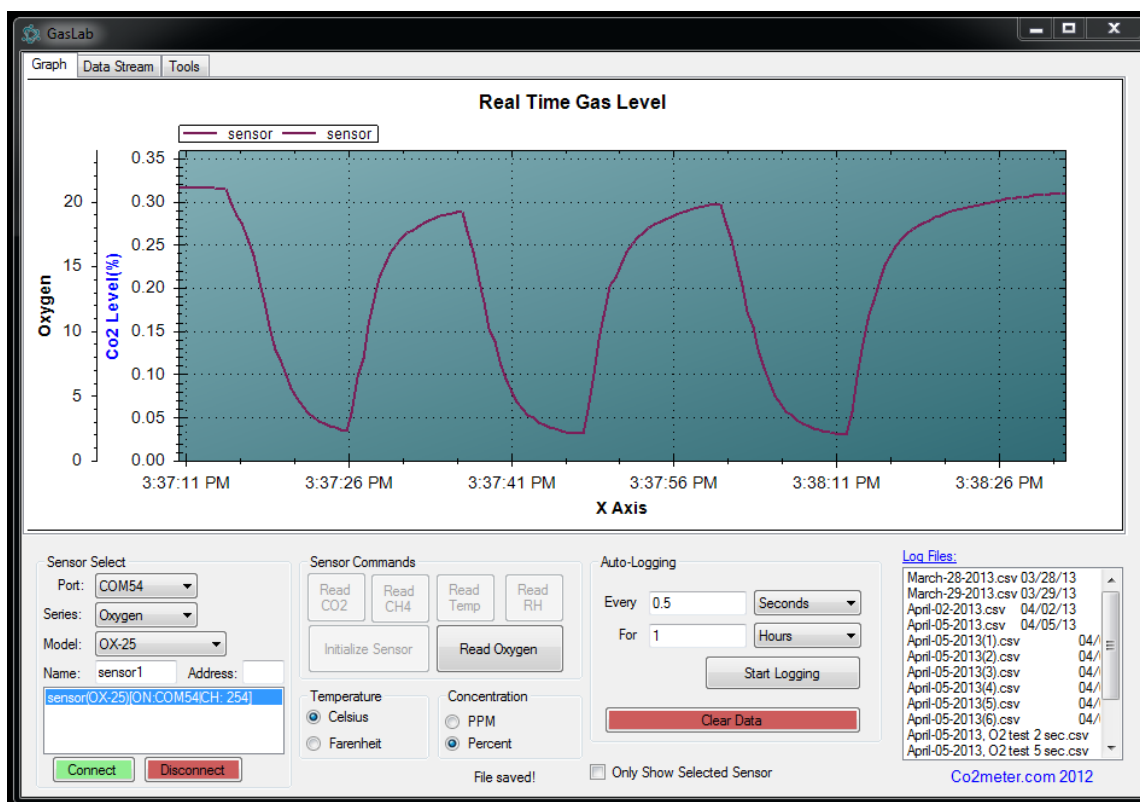 GasLab
Graph Data Stream Tools
Real Time Gas Level
sensor sensor
Oxygen
20
15
10
5
0
Co2 Level(%)
0.35
0.30
0.25
0.20
0.15
0.10
0.05
0.00
3:37:11 PM 3:37:26 PM 3:37:41 PM 3:37:56 PM 3:38:11 PM 3:38:26 PM
X Axis
Sensor Select
Port: COM54
Series: Oxygen
Model: OX-25
Name: sensor1 Address:
sensor(OX-25)[ON:COM54|CH: 254]
Connect Disconnect
Sensor Commands
Read CO2 Read CH4 Read Temp Read RH
Initialize Sensor Read Oxygen
Temperature
Celsius
Farenheit
Concentration
PPM
Percent
File saved!
Auto-Logging
Every 0.5 Seconds
For 1 Hours
Start Logging
Clear Data
Only Show Selected Sensor
Log Files:
March-28-2013.csv 03/28/13
March-29-2013.csv 03/29/13
April-02-2013.csv 04/02/13
April-05-2013.csv 04/05/13
April-05-2013(1).csv 04/
April-05-2013(2).csv 04/
April-05-2013(3).csv 04/
April-05-2013(4).csv 04/
April-05-2013(5).csv 04/
April-05-2013(6).csv 04/
April-05-2013, O2 test 2 sec.csv
April-05-2013, O2 test 5 sec.csv
Co2meter.com 2012